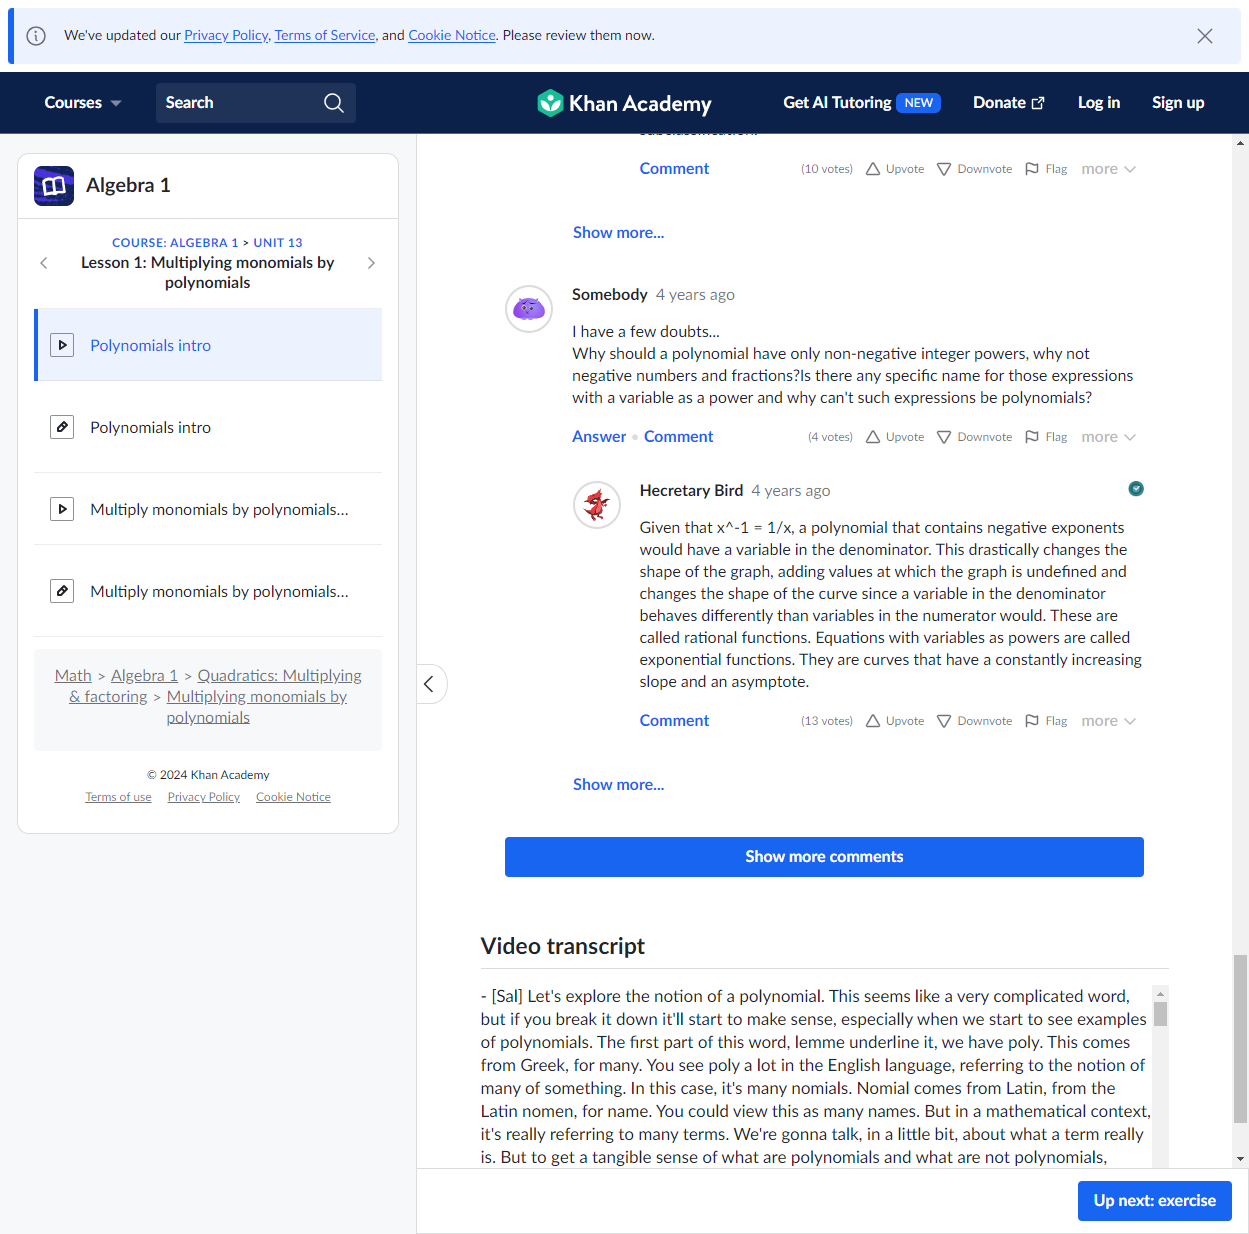 We've updated our Privacy Policy, Terms of Service, and Cookie Notice. Please review them now.
Courses
Search
Khan Academy
Get AI Tutoring NEW
Donate
Log in
Sign up
Algebra 1
COURSE: ALGEBRA 1 > UNIT 13
Lesson 1: Multiplying monomials by
polynomials
Polynomials intro
Polynomials intro
Multiply monomials by polynomials...
Multiply monomials by polynomials...
Math > Algebra 1 > Quadratics: Multiplying
& factoring > Multiplying monomials by
polynomials
© 2024 Khan Academy
Terms of use Privacy Policy Cookie Notice
Comment (10 votes) Upvote Downvote Flag more
Show more...
Somebody 4 years ago
I have a few doubts...
Why should a polynomial have only non-negative integer powers, why not
negative numbers and fractions?Is there any specific name for those expressions
with a variable as a power and why can't such expressions be polynomials?
Answer • Comment (4 votes) Upvote Downvote Flag more
Hecretary Bird 4 years ago
Given that x^-1 = 1/x, a polynomial that contains negative exponents
would have a variable in the denominator. This drastically changes the
shape of the graph, adding values at which the graph is undefined and
changes the shape of the curve since a variable in the denominator
behaves differently than variables in the numerator would. These are
called rational functions. Equations with variables as powers are called
exponential functions. They are curves that have a constantly increasing
slope and an asymptote.
Comment (13 votes) Upvote Downvote Flag more
Show more...
Show more comments
Video transcript
- [Sal] Let's explore the notion of a polynomial. This seems like a very complicated word,
but if you break it down it'll start to make sense, especially when we start to see examples
of polynomials. The first part of this word, lemme underline it, we have poly. This comes
from Greek, for many. You see poly a lot in the English language, referring to the notion of
many of something. In this case, it's many nomials. Nomial comes from Latin, from the
Latin nomen, for name. You could view this as many names. But in a mathematical context,
it's really referring to many terms. We're gonna talk, in a little bit, about what a term really
is. But to get a tangible sense of what are polynomials and what are not polynomials,
Up next: exercise